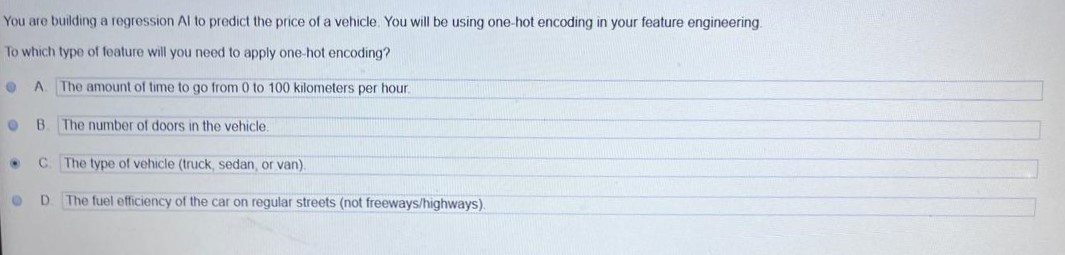 You are building a regression AI to predict the price of a vehicle. You will be using one-hot encoding in your feature engineering.
To which type of feature will you need to apply one-hot encoding?
A. The amount of time to go from 0 to 100 kilometers per hour.
B. The number of doors in the vehicle.
C. The type of vehicle (truck, sedan, or van).
D. The fuel efficiency of the car on regular streets (not freeways/highways).